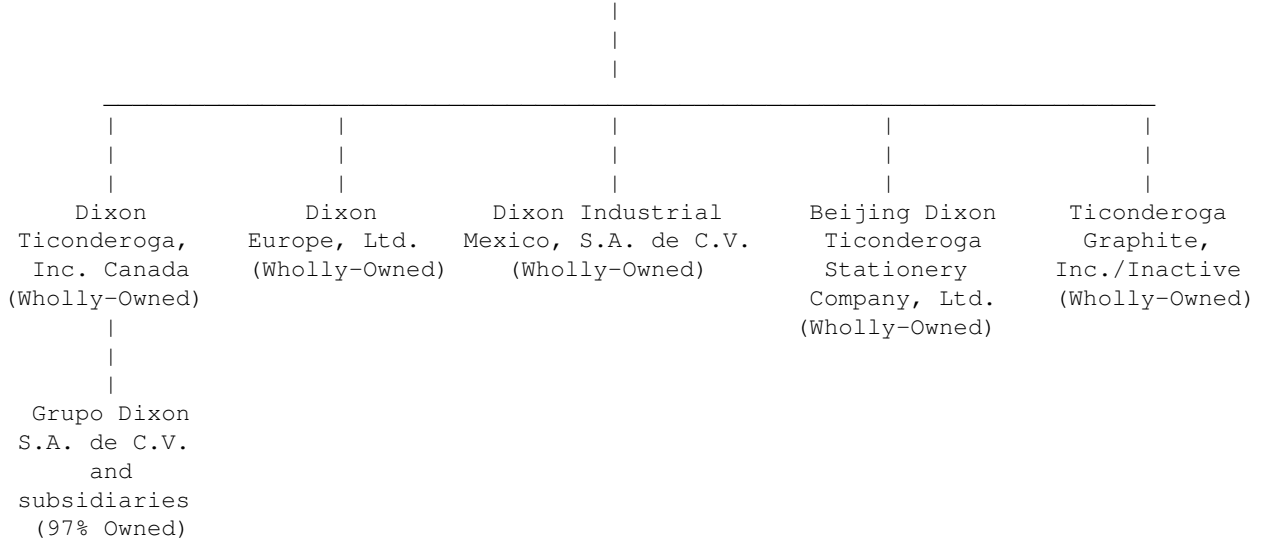 Dixon
Ticonderoga,
Inc. Canada
(Wholly-Owned)
Dixon
Europe, Ltd.
(Wholly-Owned)
Dixon Industrial
Mexico, S.A. de C.V.
(Wholly-Owned)
Beijing Dixon
Ticonderoga
Stationery
Company, Ltd.
(Wholly-Owned)
Ticonderoga
Graphite,
Inc./Inactive
(Wholly-Owned)
Grupo Dixon
S.A. de C.V.
and
subsidiaries
(97% Owned)